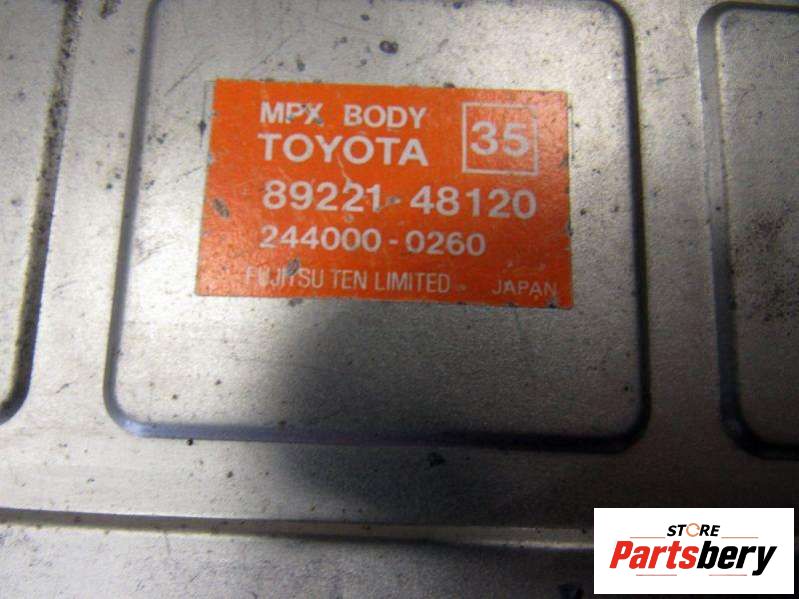 MPX BODY
TOYOTA 35
89221-48120
244000-0260
FUJITSU TEN LIMITED JAPAN
STORE
Partsbery